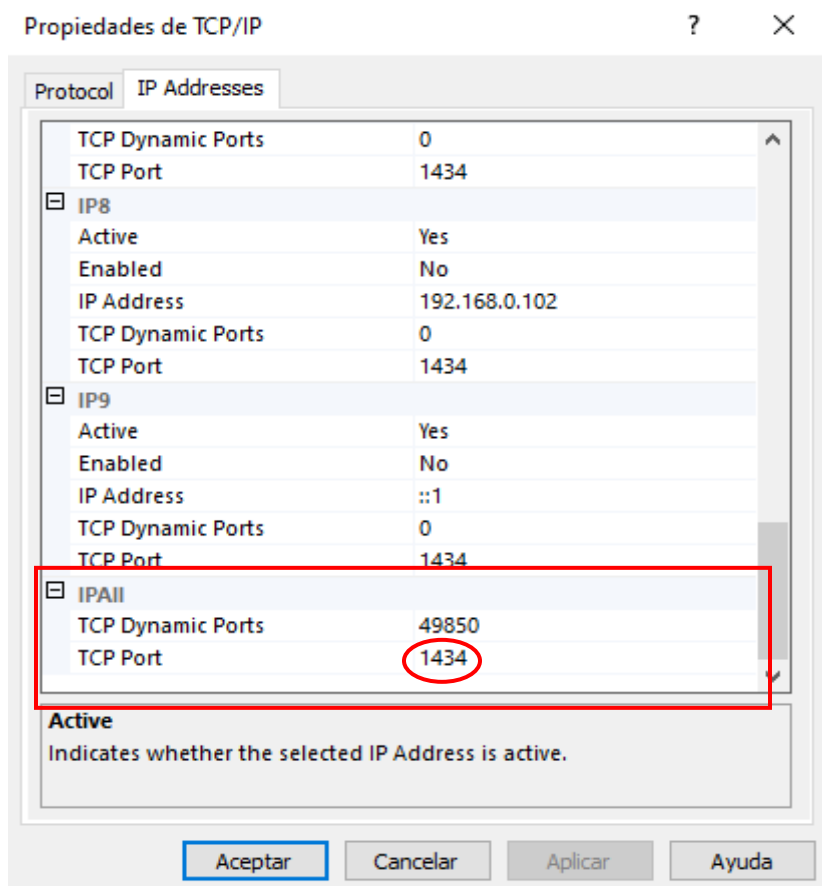 Propiedades de TCP/IP ? ×
Protocol IP Addresses
TCP Dynamic Ports 0
TCP Port 1434
IP8
Active Yes
Enabled No
IP Address 192.168.0.102
TCP Dynamic Ports 0
TCP Port 1434
IP9
Active Yes
Enabled No
IP Address ::1
TCP Dynamic Ports 0
TCP Port 1434
IPAll
TCP Dynamic Ports 49850
TCP Port 1434
Active
Indicates whether the selected IP Address is active.
Aceptar Cancelar Aplicar Ayuda